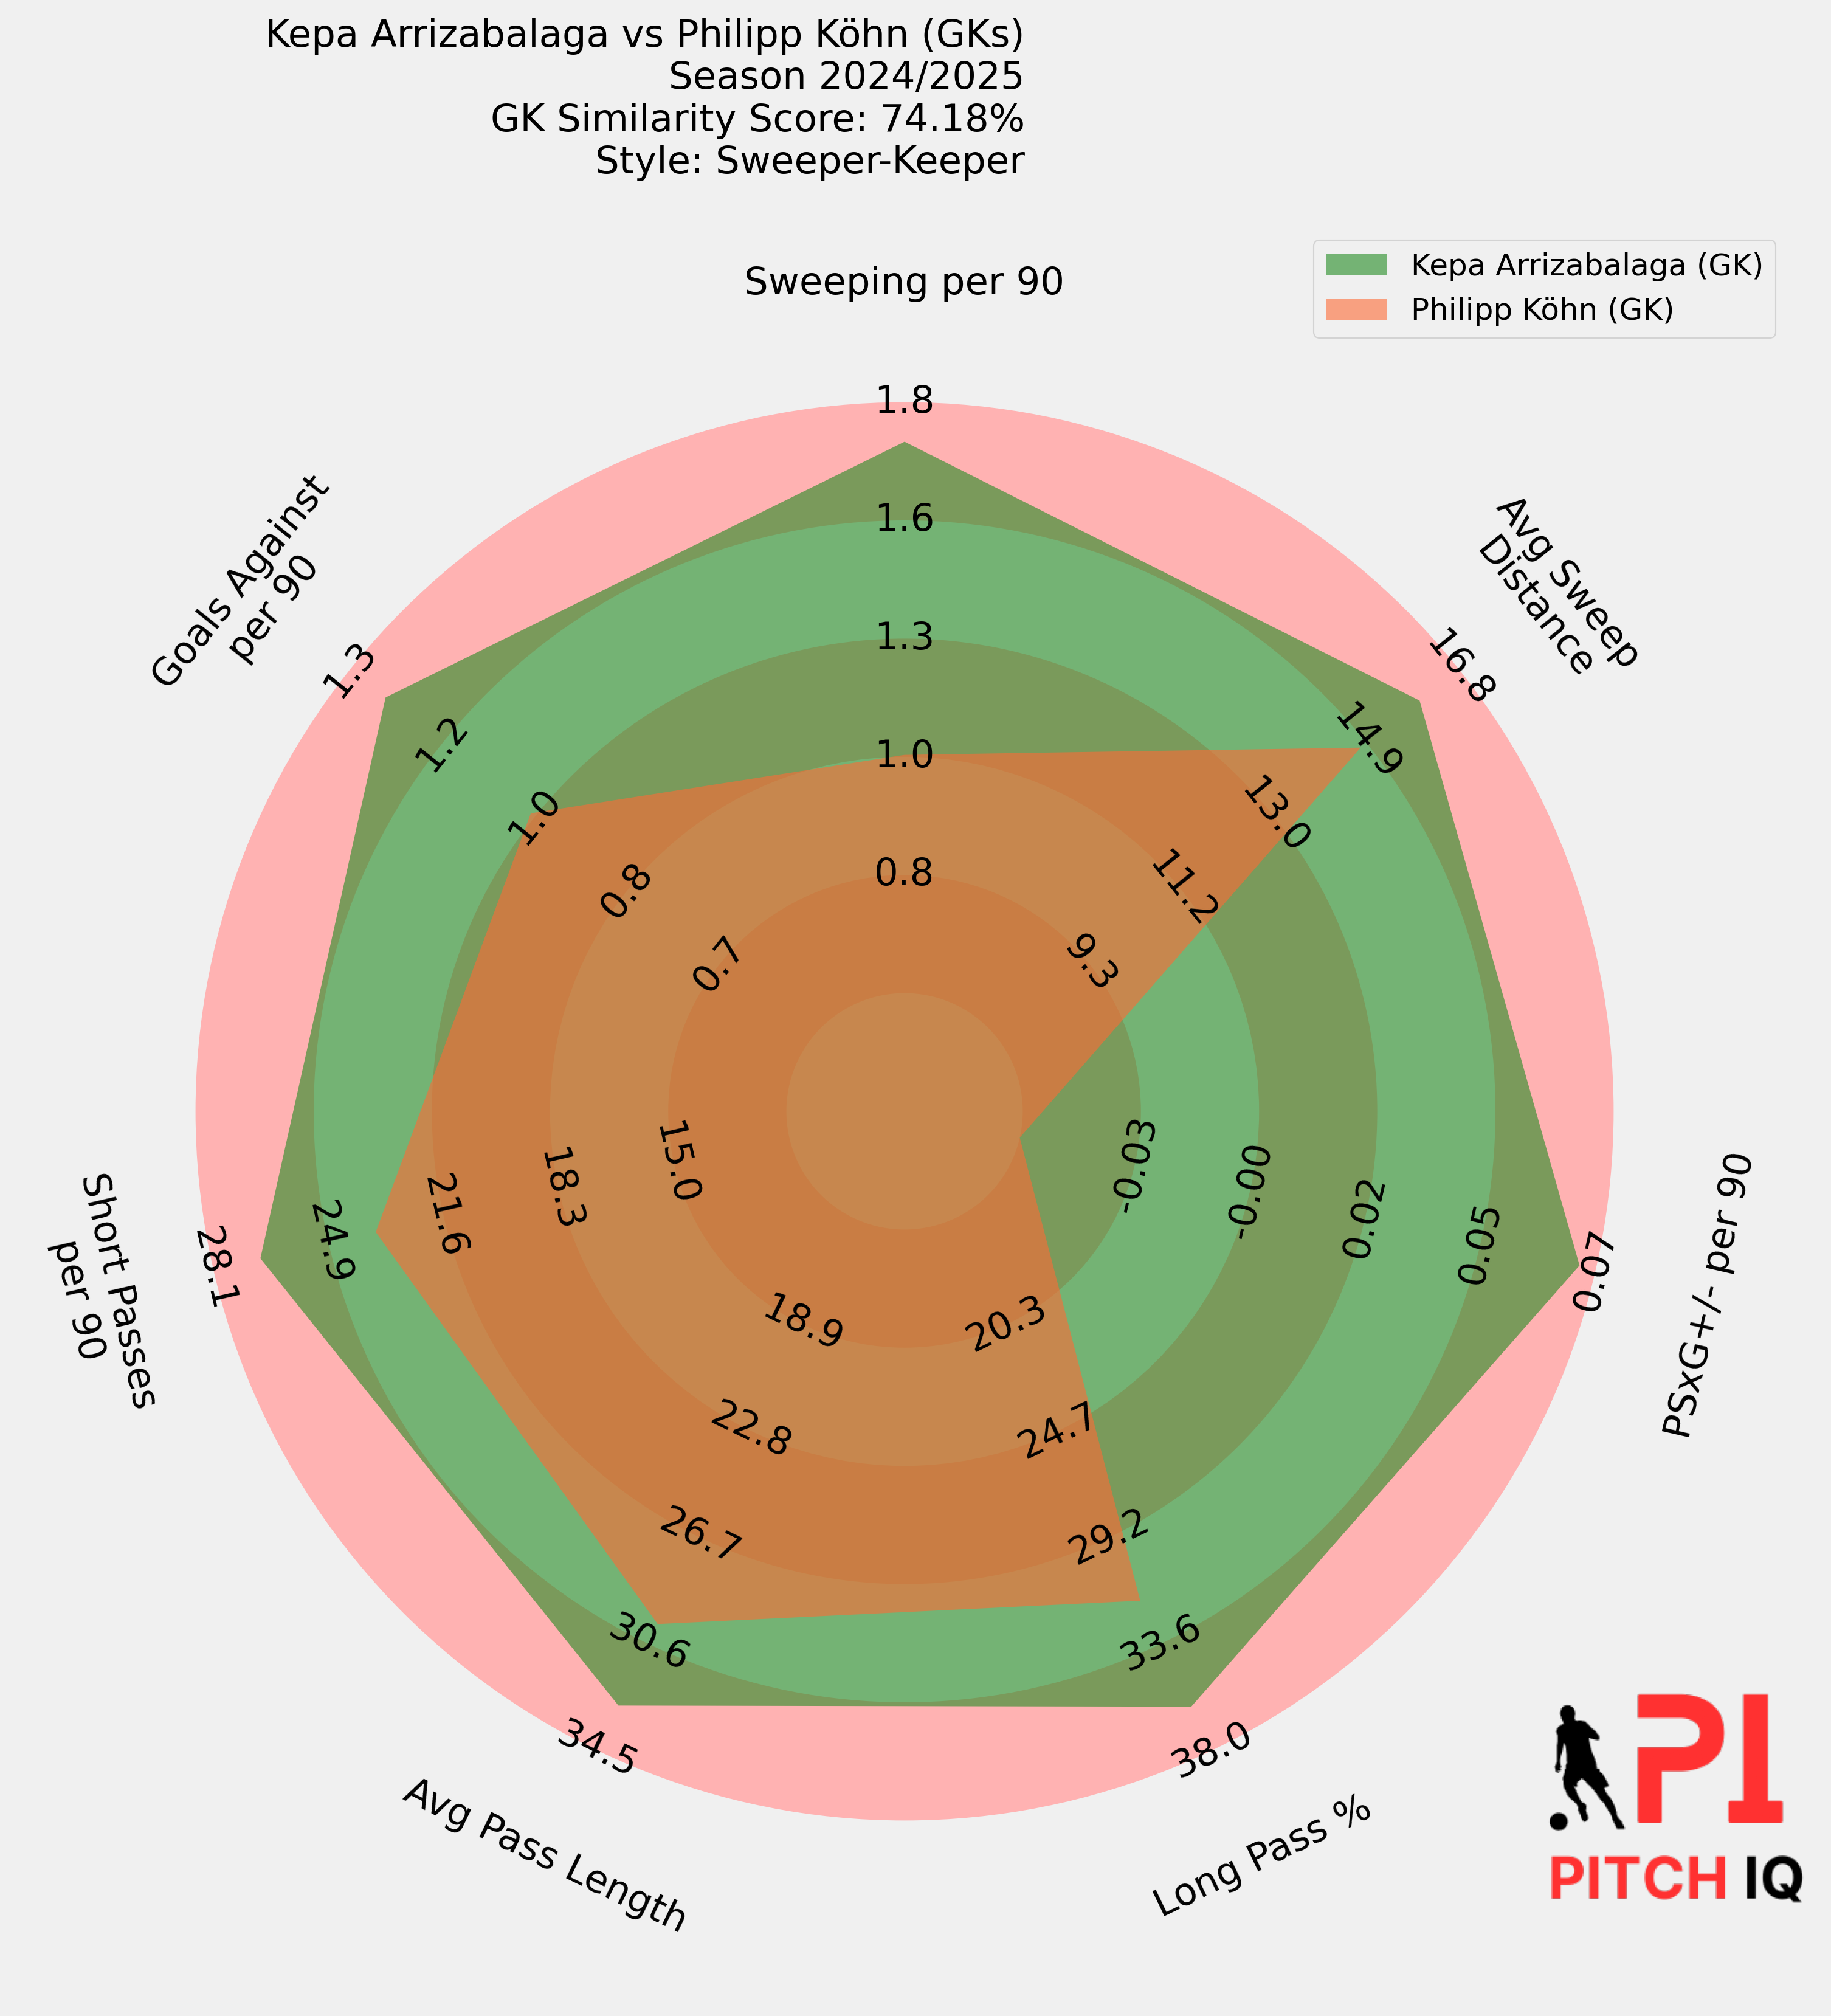 Kepa Arrizabalaga vs Philipp Köhn (GKs)
Season 2024/2025
GK Similarity Score: 74.18%
Style: Sweeper-Keeper
Kepa Arrizabalaga (GK)
Philipp Köhn (GK)
Sweeping per 90
1.8
1.6
1.3
1.0
0.8
Avg Sweep
Distance
16.8
14.9
13.0
11.2
9.3
PSxG+/- per 90
-0.03
-0.00
0.02
0.05
0.07
Long Pass %
20.3
24.7
29.2
33.6
38.0
Avg Pass Length
18.9
22.8
26.7
30.6
34.5
Short Passes
per 90
28.1
24.9
21.6
18.3
15.0
Goals Against
per 90
1.3
1.2
1.0
0.8
0.7
PI
PITCH IQ